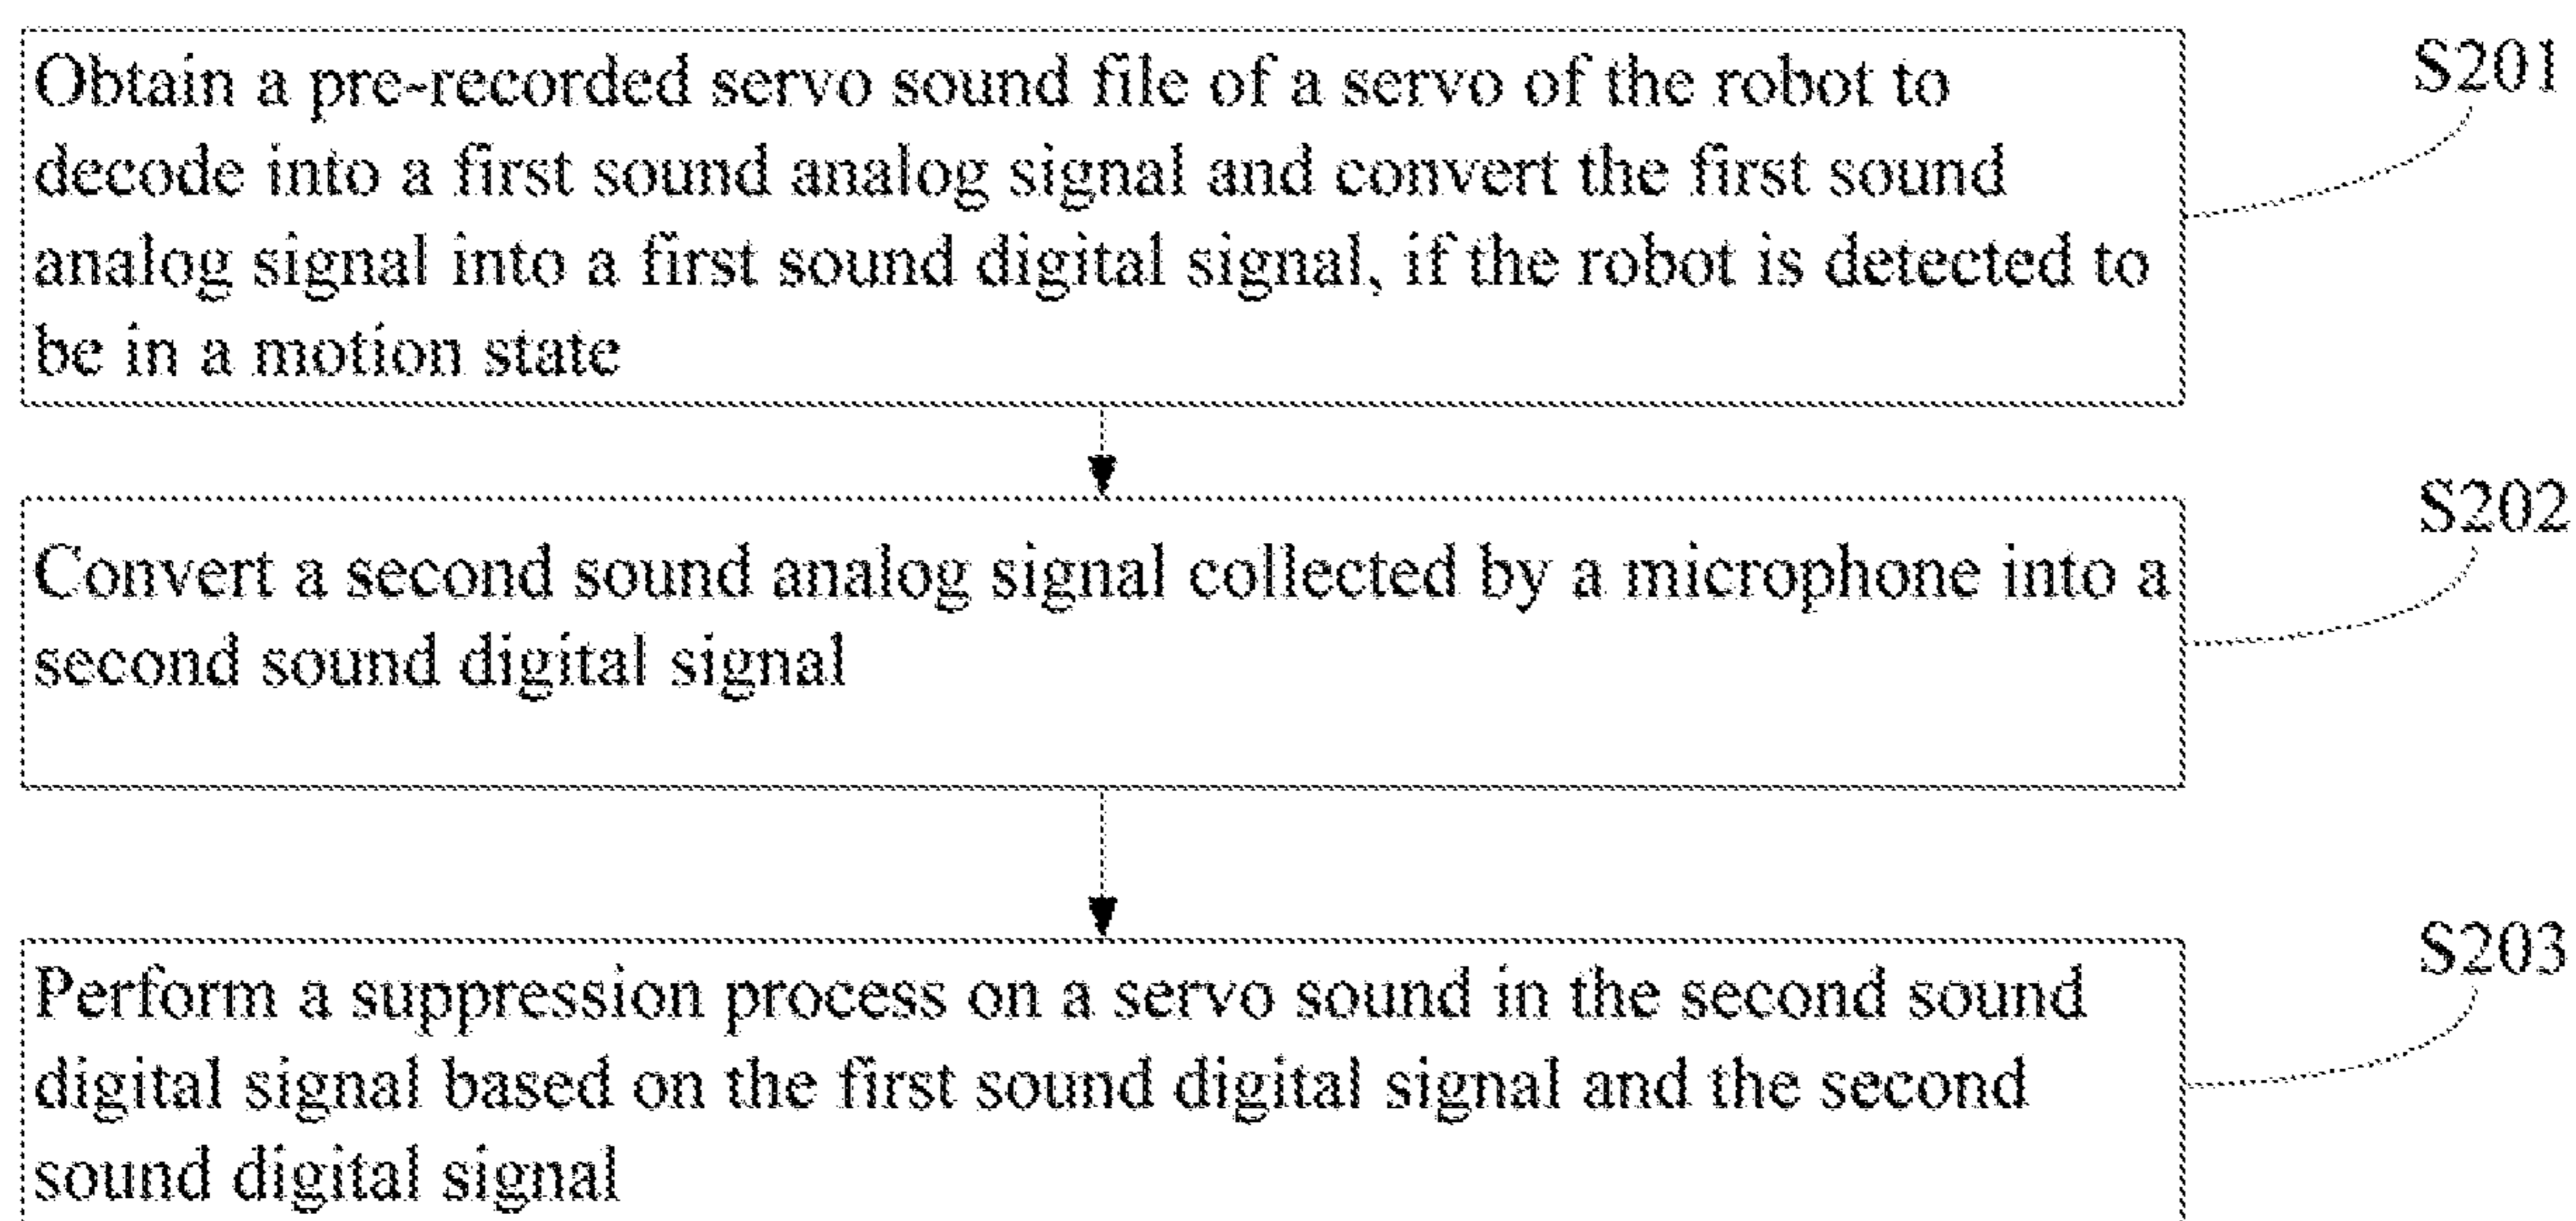 Obtain a pre-recorded servo sound file of a servo of the robot to
decode into a first sound analog signal and convert the first sound
analog signal into a first sound digital signal, if the robot is detected to
be in a motion state
S201
Convert a second sound analog signal collected by a microphone into a
second sound digital signal
S202
Perform a suppression process on a servo sound in the second sound
digital signal based on the first sound digital signal and the second
sound digital signal
S203